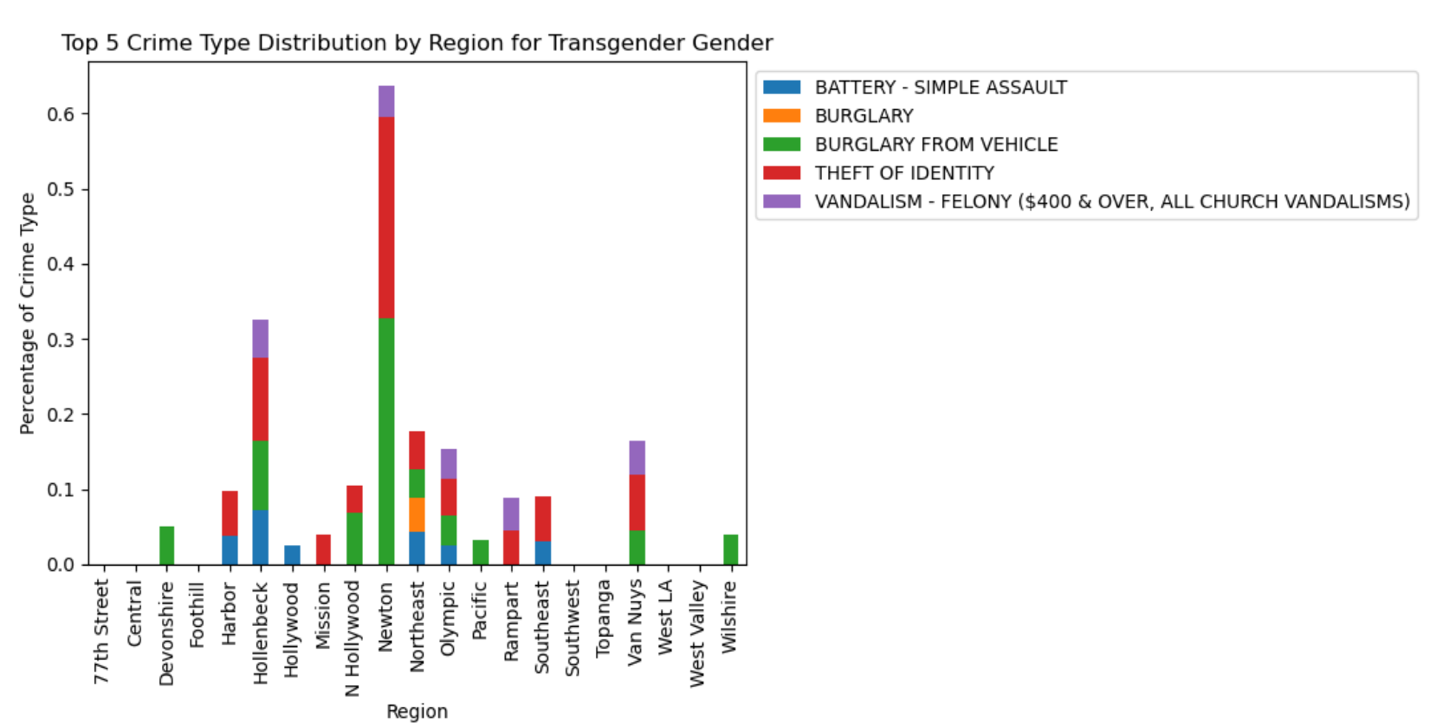 Top 5 Crime Type Distribution by Region for Transgender Gender
BATTERY - SIMPLE ASSAULT
BURGLARY
BURGLARY FROM VEHICLE
THEFT OF IDENTITY
VANDALISM - FELONY ($400 & OVER, ALL CHURCH VANDALISMS)
Percentage of Crime Type
0.6
0.5
0.4
0.3
0.2
0.1
0.0
77th Street
Central
Devonshire
Foothill
Harbor
Hollenbeck
Hollywood
Mission
N Hollywood
Newton
Northeast
Olympic
Pacific
Rampart
Southeast
Southwest
Topanga
Van Nuys
West LA
West Valley
Wilshire
Region